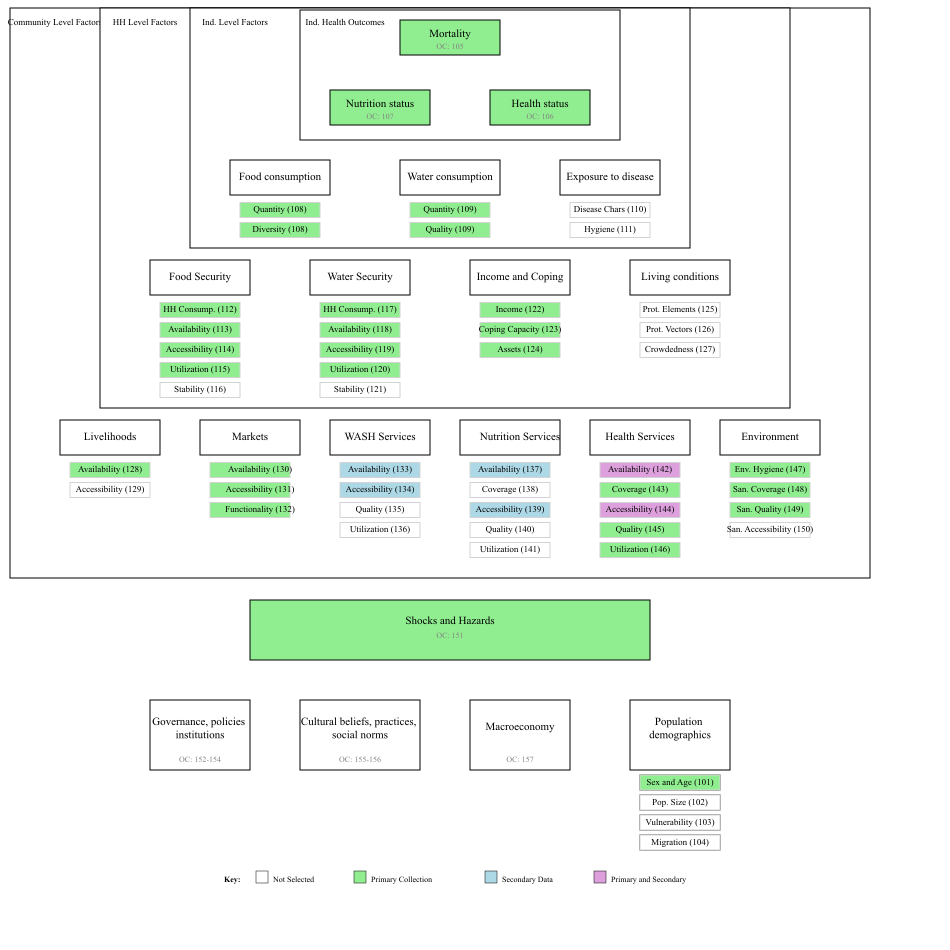 Community Level Factors
HH Level Factors
Ind. Level Factors
Ind. Health Outcomes
Mortality
OC: 105
Nutrition status
OC: 107
Health status
OC: 106
Food consumption
Water consumption
Exposure to disease
Quantity (108)
Quantity (109)
Disease Chars (110)
Diversity (108)
Quality (109)
Hygiene (111)
Food Security
Water Security
Income and Coping
Living conditions
HH Consump. (112)
HH Consump. (117)
Income (122)
Prot. Elements (125)
Availability (113)
Availability (118)
Coping Capacity (123)
Prot. Vectors (126)
Accessibility (114)
Accessibility (119)
Assets (124)
Crowdedness (127)
Utilization (115)
Utilization (120)
Stability (116)
Stability (121)
Livelihoods
Markets
WASH Services
Nutrition Services
Health Services
Environment
Availability (128)
Availability (130)
Availability (133)
Availability (137)
Availability (142)
Env. Hygiene (147)
Accessibility (129)
Accessibility (131)
Accessibility (134)
Coverage (138)
Coverage (143)
San. Coverage (148)
Functionality (132)
Quality (135)
Accessibility (139)
Accessibility (144)
San. Quality (149)
Utilization (136)
Quality (140)
Quality (145)
San. Accessibility (150)
Utilization (141)
Utilization (146)
Shocks and Hazards
OC: 151
Governance, policies
institutions
OC: 152-154
Cultural beliefs, practices,
social norms
OC: 155-156
Macroeconomy
OC: 157
Population
demographics
Sex and Age (101)
Pop. Size (102)
Vulnerability (103)
Migration (104)
Key:
Not Selected
Primary Collection
Secondary Data
Primary and Secondary